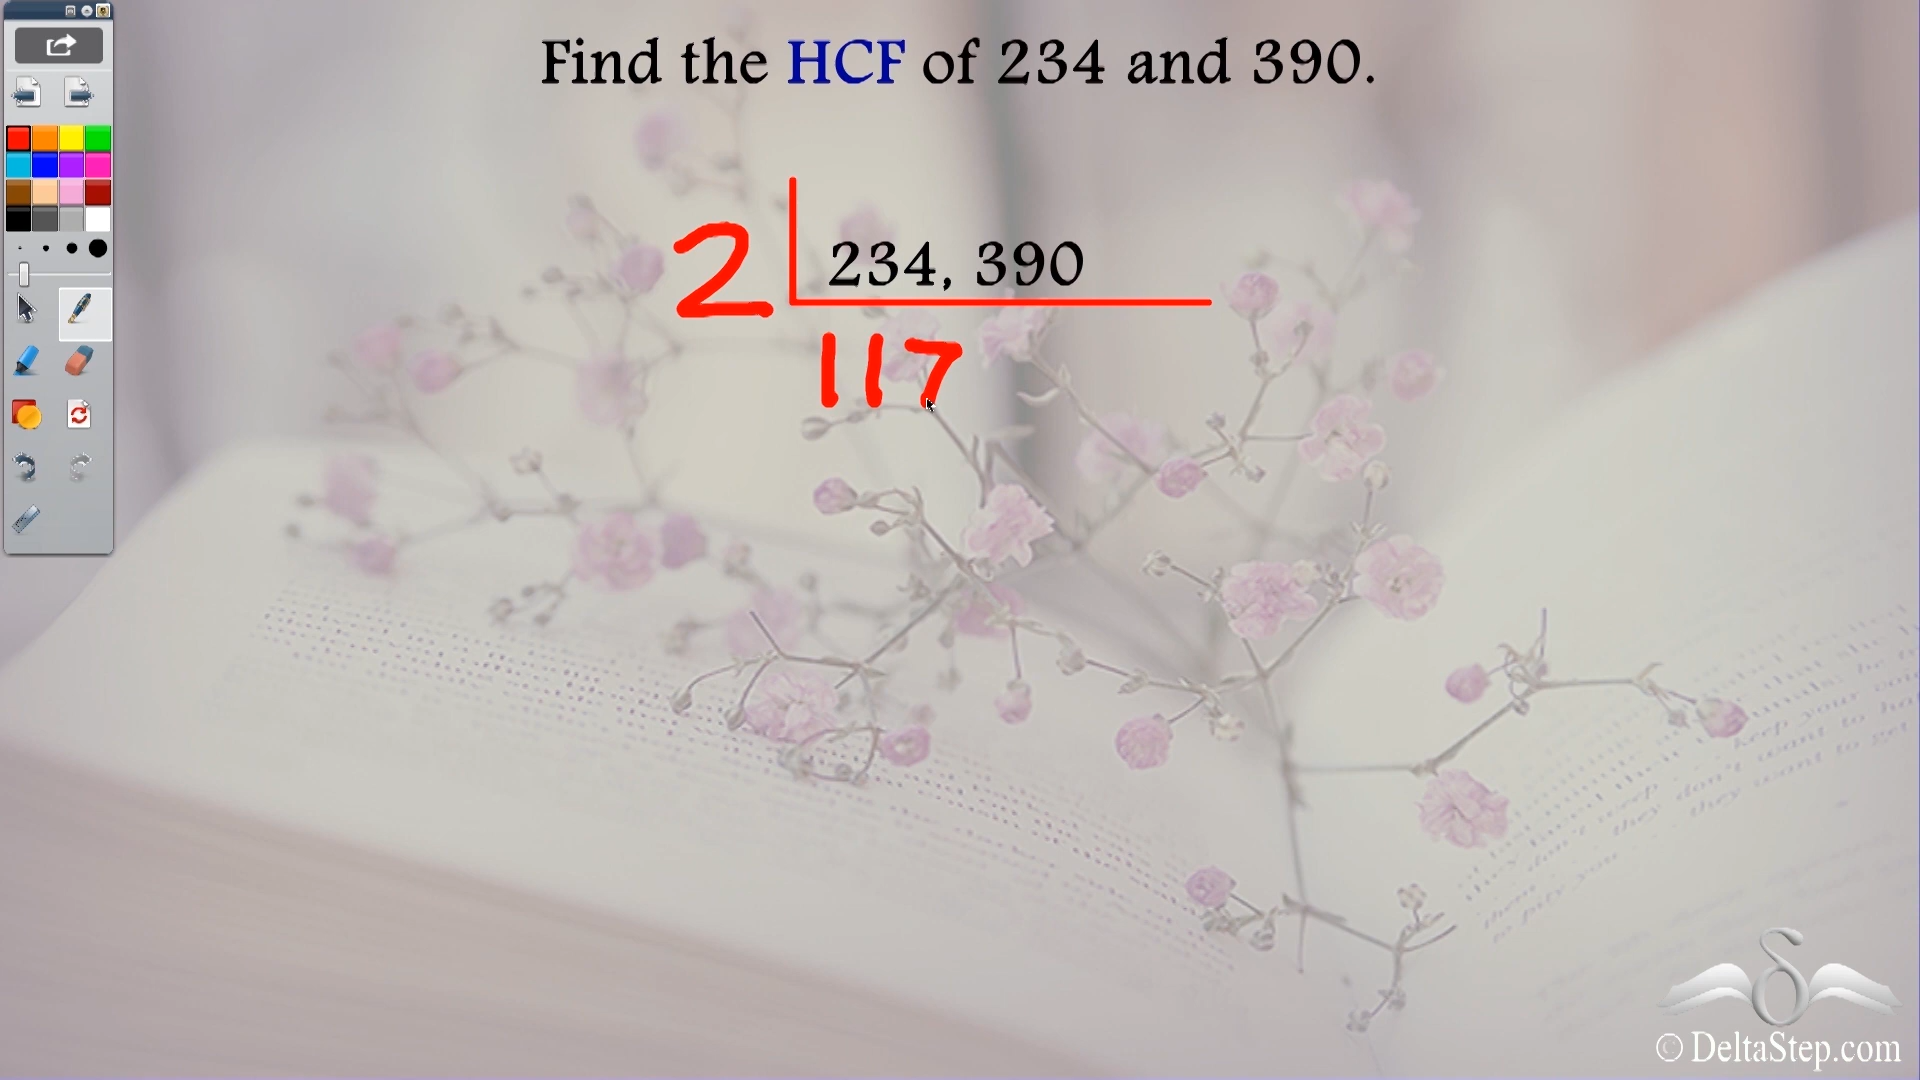 Find the HCF of 234 and 390.
2 234, 390
117
© DeltaStep.com